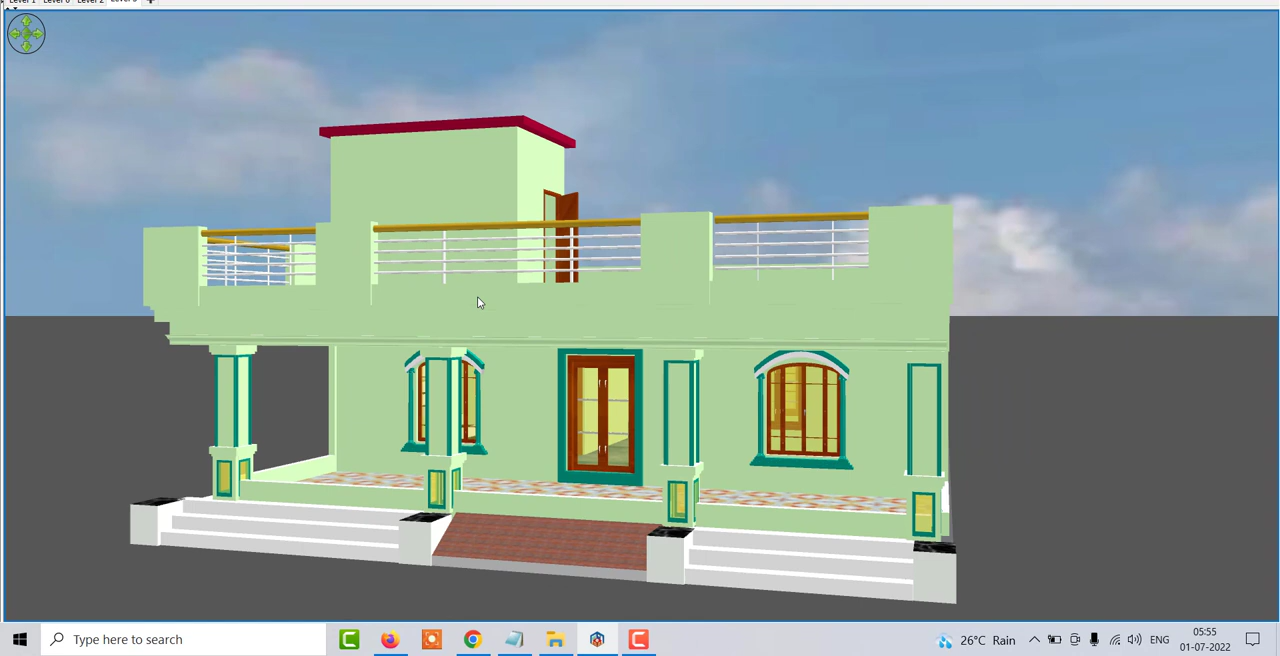 Level 1 Level 0 Level 2
Type here to search
26°C Rain
ENG
05:55
01-07-2022